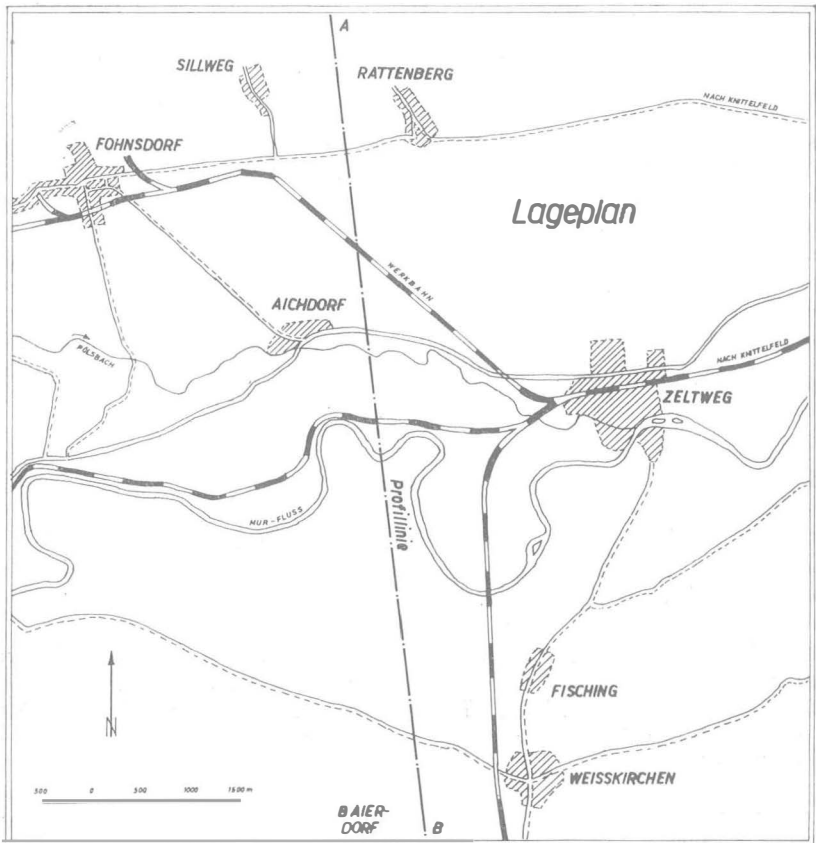 A
SILLWEG
RATTENBERG
NACH KNITTELFELD
FOHNSDORF
Lageplan
WERKBAHN
AICHDORF
PÖLSBACH
NACH KNITTELFELD
ZELTWEG
Profillinie
MUR-FLUSS
N
FISCHING
WEISSKIRCHEN
500 0 500 1000 1500 m
BAIER-
DORF
B